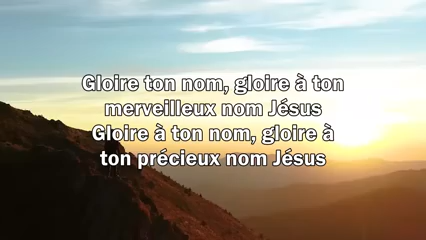 Gloire ton nom, gloire à ton
merveilleux nom Jésus
Gloire à ton nom, gloire à
ton précieux nom Jésus